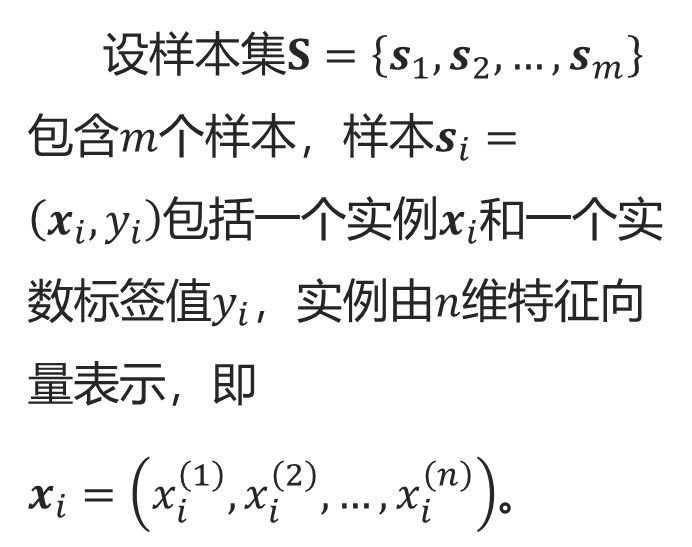 设样本集𝐒 = {𝒔₁, 𝒔₂, … , 𝒔ₘ}
包含𝑚个样本，样本𝒔ᵢ =
(𝒙ᵢ, 𝑦ᵢ)包括一个实例𝒙ᵢ和一个实
数标签值𝑦ᵢ，实例由𝑛维特征向
量表示，即
𝒙ᵢ = (𝑥ᵢ⁽¹⁾, 𝑥ᵢ⁽²⁾, … , 𝑥ᵢ⁽ⁿ⁾)。